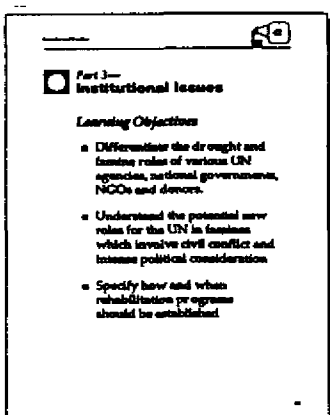 Part 3—
Institutional Issues
Learning Objectives
Differentiate the drought and
famine roles of various UN
agencies, national governments,
NGOs and donors.
Understand the potential new
roles for the UN in famines
which involve civil conflict and
intense political consideration
Specify how and when
rehabilitation programs
should be established